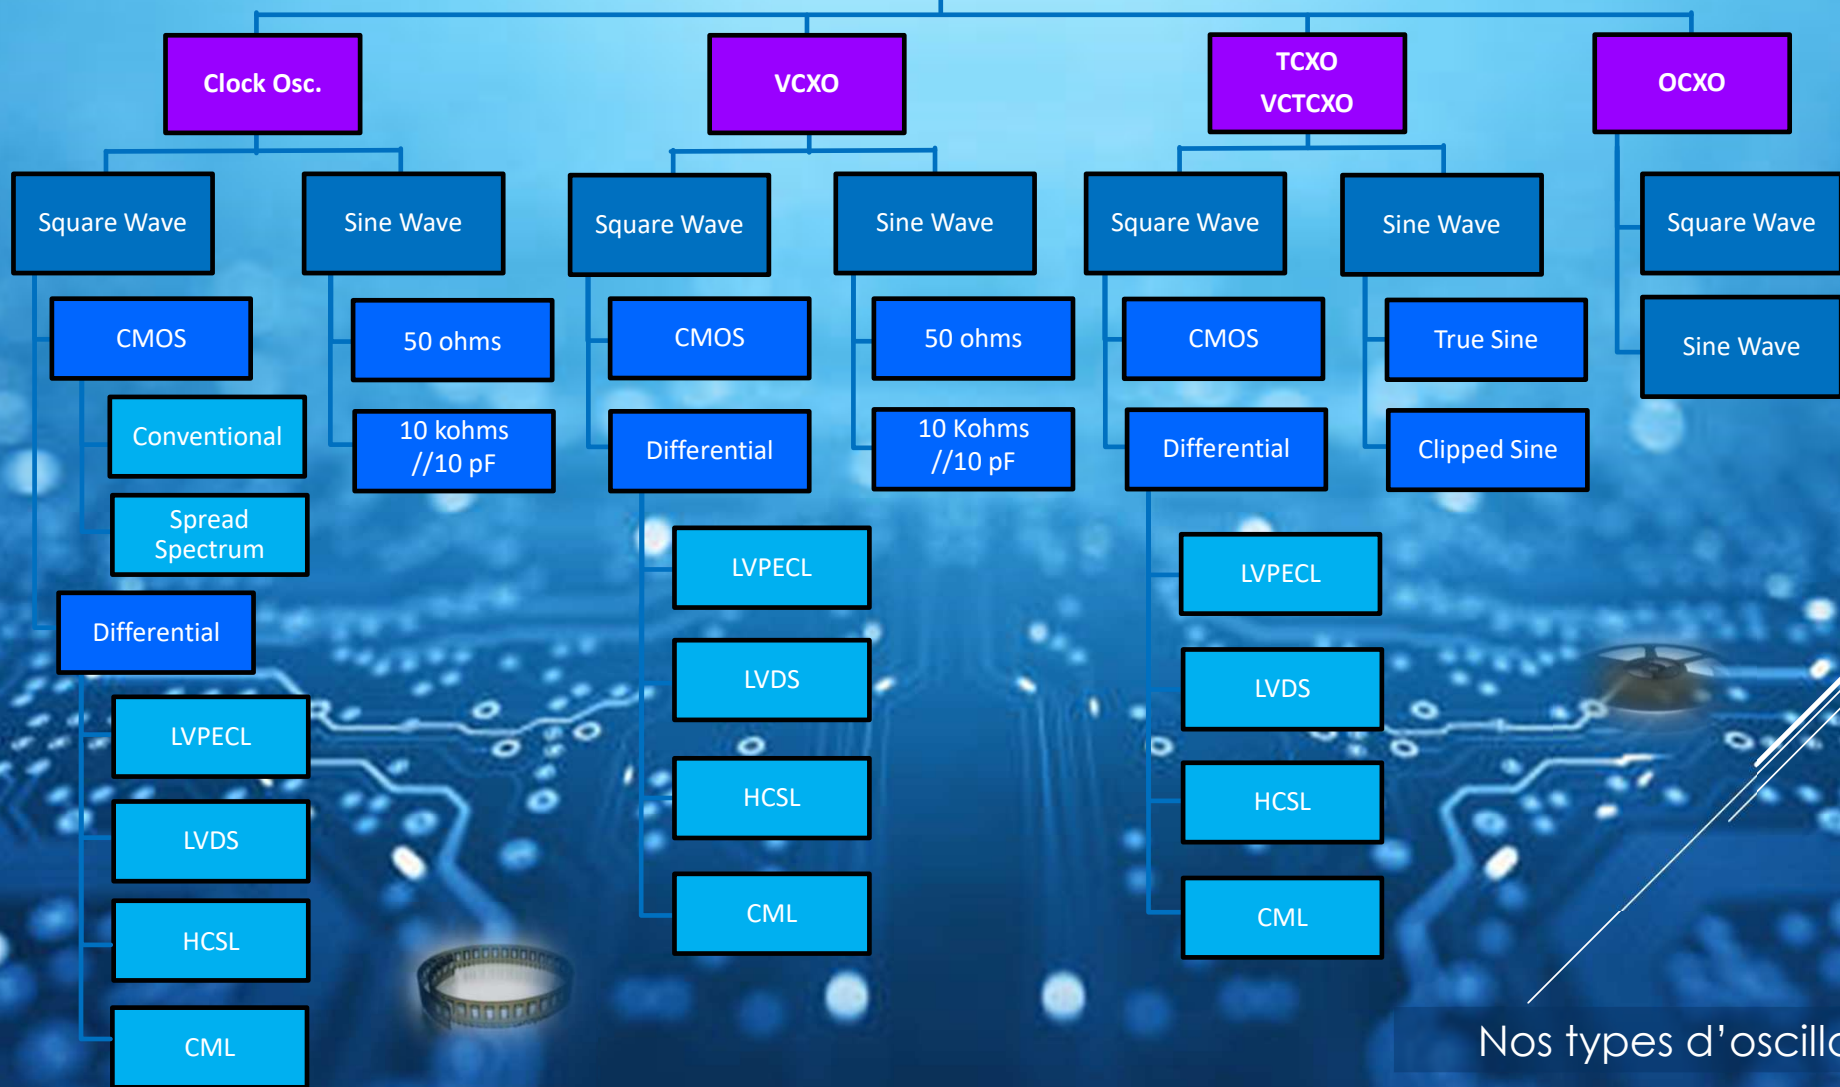 Clock Osc.
Square Wave
CMOS
Conventional
Spread
Spectrum
Differential
LVPECL
LVDS
HCSL
CML
Sine Wave
50 ohms
10 kohms
//10 pF
VCXO
Square Wave
CMOS
Differential
LVPECL
LVDS
HCSL
CML
Sine Wave
50 ohms
10 Kohms
//10 pF
TCXO
VCTCXO
Square Wave
CMOS
Differential
LVPECL
LVDS
HCSL
CML
Sine Wave
True Sine
Clipped Sine
OCXO
Square Wave
Sine Wave
Nos types d’